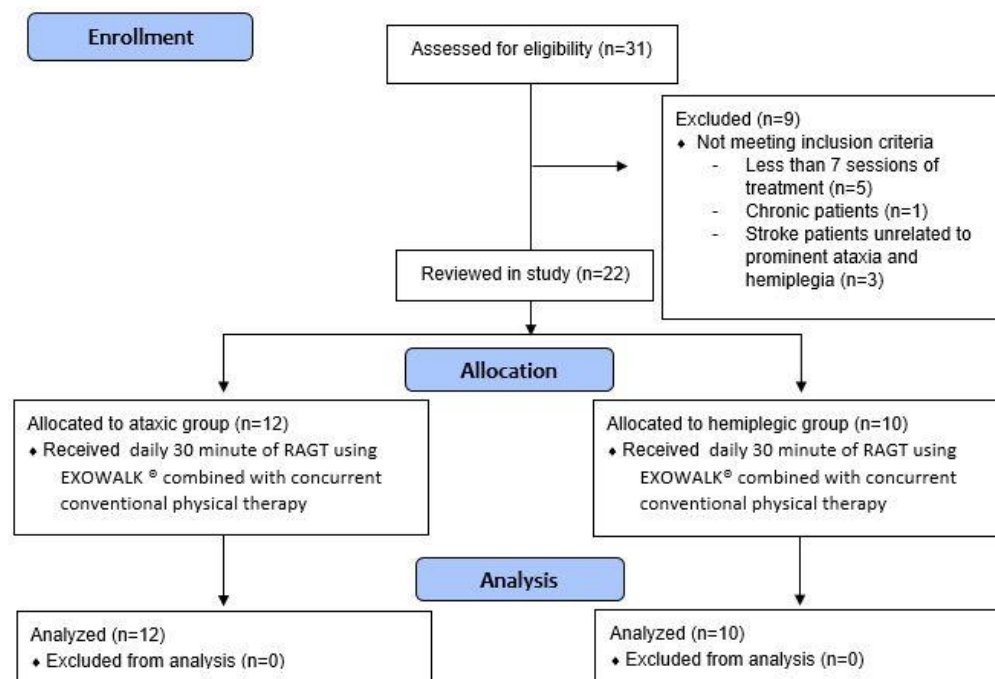 Enrollment
Assessed for eligibility (n=31)
Excluded (n=9)
♦ Not meeting inclusion criteria
- Less than 7 sessions of
treatment (n=5)
- Chronic patients (n=1)
- Stroke patients unrelated to
prominent ataxia and
hemiplegia (n=3)
Reviewed in study (n=22)
Allocation
Allocated to ataxic group (n=12)
♦ Received daily 30 minute of RAGT using
EXOWALK ® combined with concurrent
conventional physical therapy
Allocated to hemiplegic group (n=10)
♦ Received daily 30 minute of RAGT using
EXOWALK® combined with concurrent
conventional physical therapy
Analysis
Analyzed (n=12)
♦ Excluded from analysis (n=0)
Analyzed (n=10)
♦ Excluded from analysis (n=0)